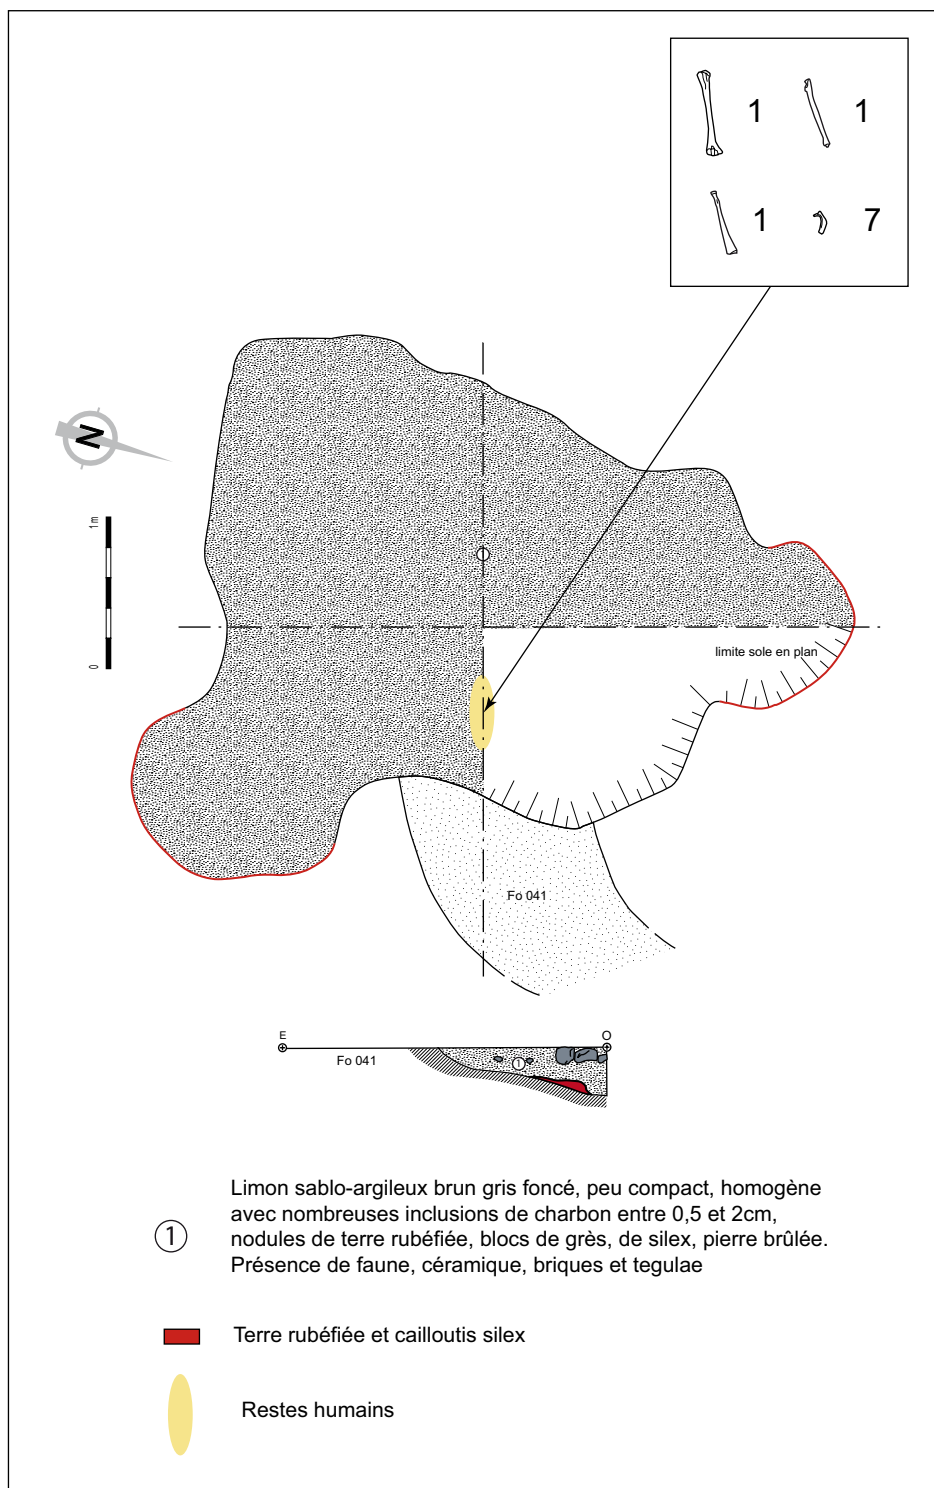 1 1
1 7
N
1m
0
1
limite sole en plan
Fo 041
E O
Fo 041
1
1
Limon sablo-argileux brun gris foncé, peu compact, homogène
avec nombreuses inclusions de charbon entre 0,5 et 2cm,
nodules de terre rubéfiée, blocs de grès, de silex, pierre brûlée.
Présence de faune, céramique, briques et tegulae
Terre rubéfiée et cailloutis silex
Restes humains